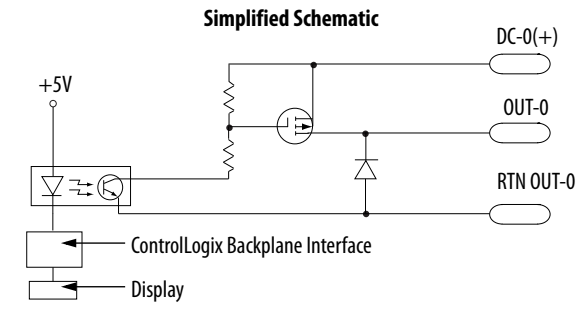 Simplified Schematic
DC-0(+)
+5V
OUT-0
RTN OUT-0
ControlLogix Backplane Interface
Display